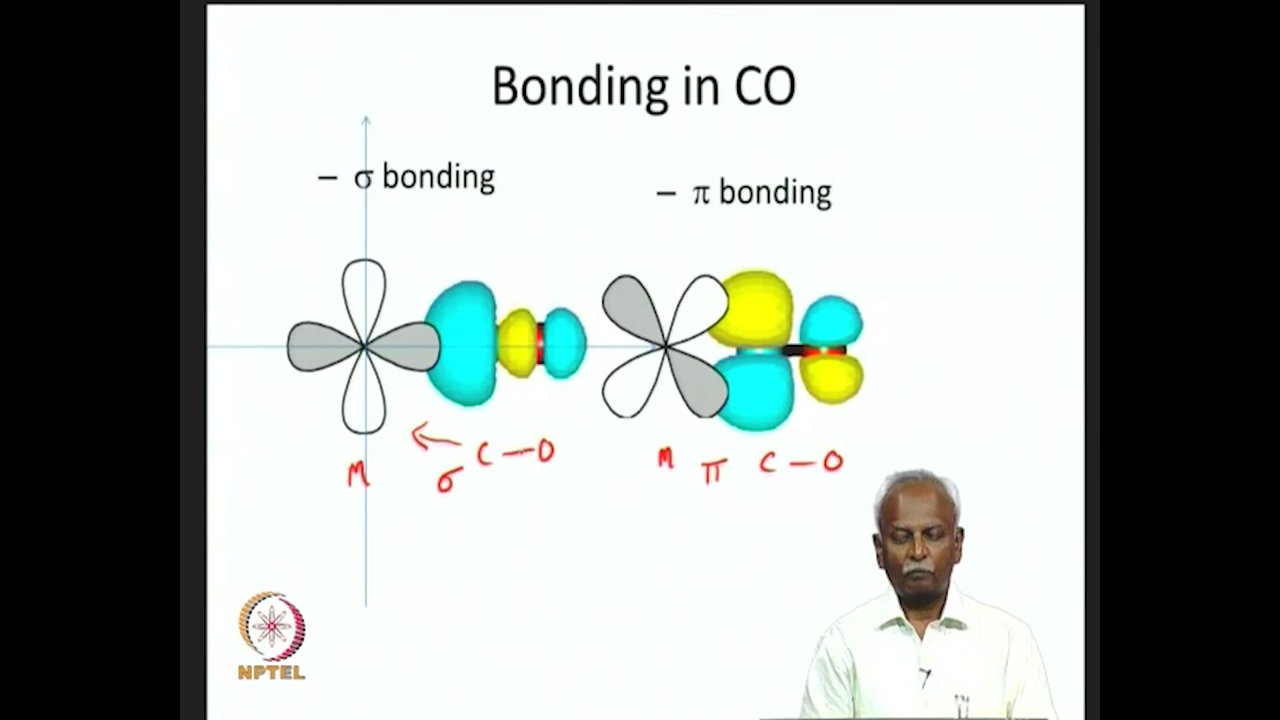 Bonding in CO
– σ bonding
– π bonding
M
σ
C–O
M
π
C–O
NPTEL